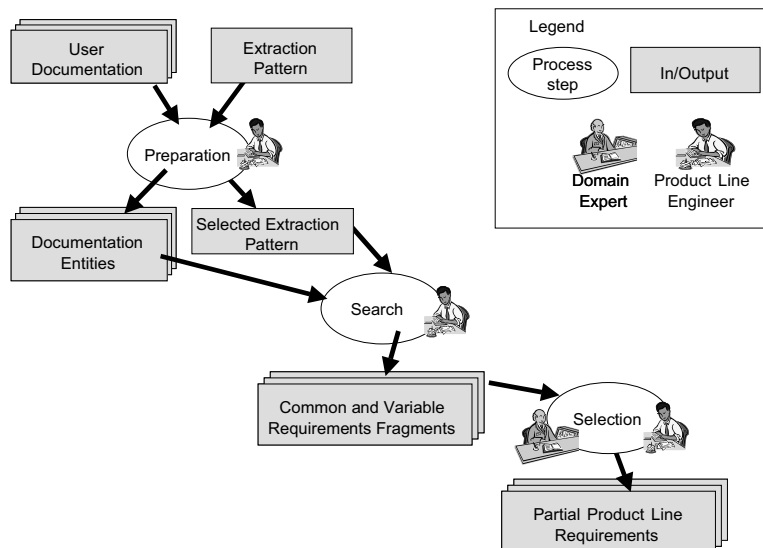 User
Documentation
Extraction
Pattern
Legend
Process
step
In/Output
Domain
Expert
Product Line
Engineer
Preparation
Documentation
Entities
Selected Extraction
Pattern
Search
Common and Variable
Requirements Fragments
Selection
Partial Product Line
Requirements